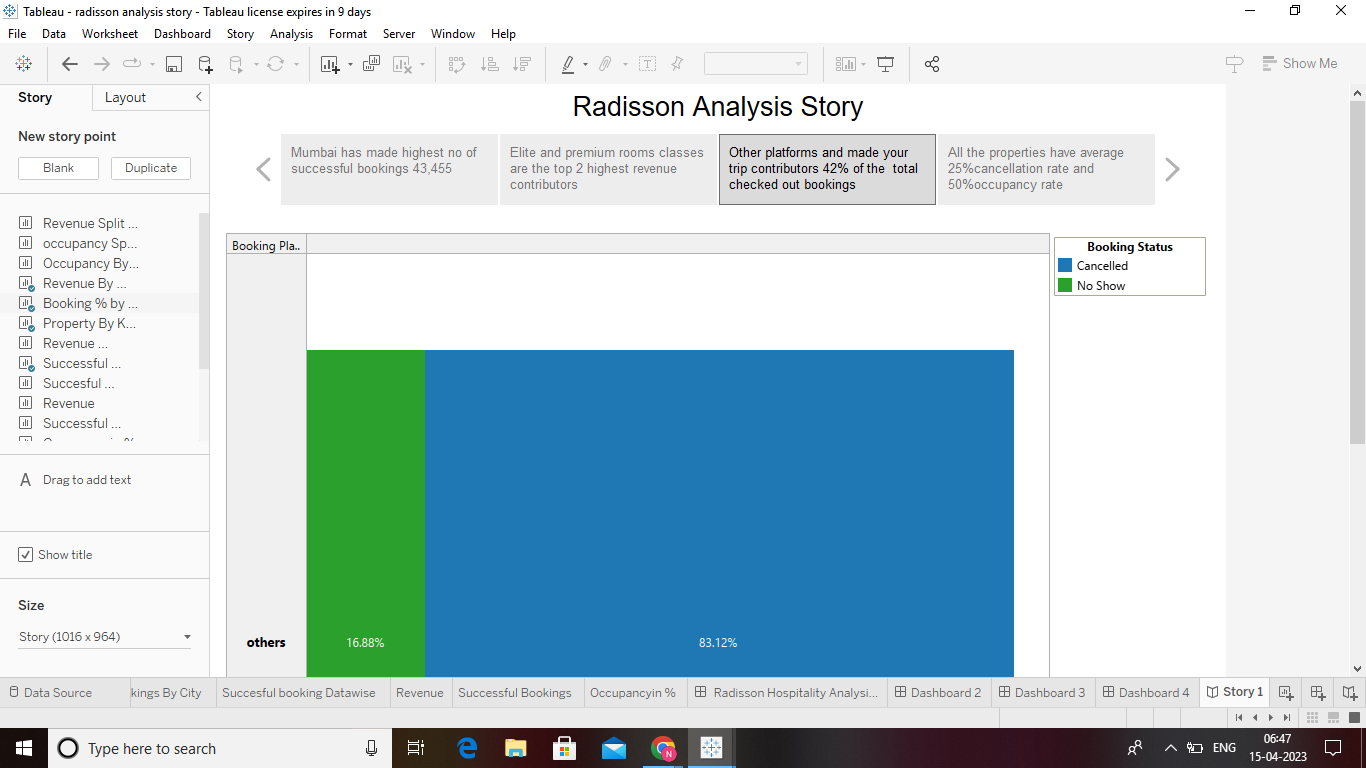 Tableau - radisson analysis story - Tableau license expires in 9 days
File Data Worksheet Dashboard Story Analysis Format Server Window Help
Show Me
Story Layout
New story point
Blank Duplicate
Revenue Split ...
occupancy Sp...
Occupancy By...
Revenue By ...
Booking % by ...
Property By K...
Revenue ...
Successful ...
Succesful ...
Revenue
Successful ...
A Drag to add text
Show title
Size
Story (1016 x 964)
Radisson Analysis Story
Mumbai has made highest no of
successful bookings 43,455
Elite and premium rooms classes
are the top 2 highest revenue
contributors
Other platforms and made your
trip contributors 42% of the total
checked out bookings
All the properties have average
25%cancellation rate and
50%occupancy rate
Booking Pla..
others
16.88% 83.12%
Booking Status
Cancelled
No Show
Data Source kings By City Succesful booking Datawise Revenue Successful Bookings Occupancyin % Radisson Hospitality Analysi... Dashboard 2 Dashboard 3 Dashboard 4 Story 1
Type here to search
N
ENG
06:47
15-04-2023